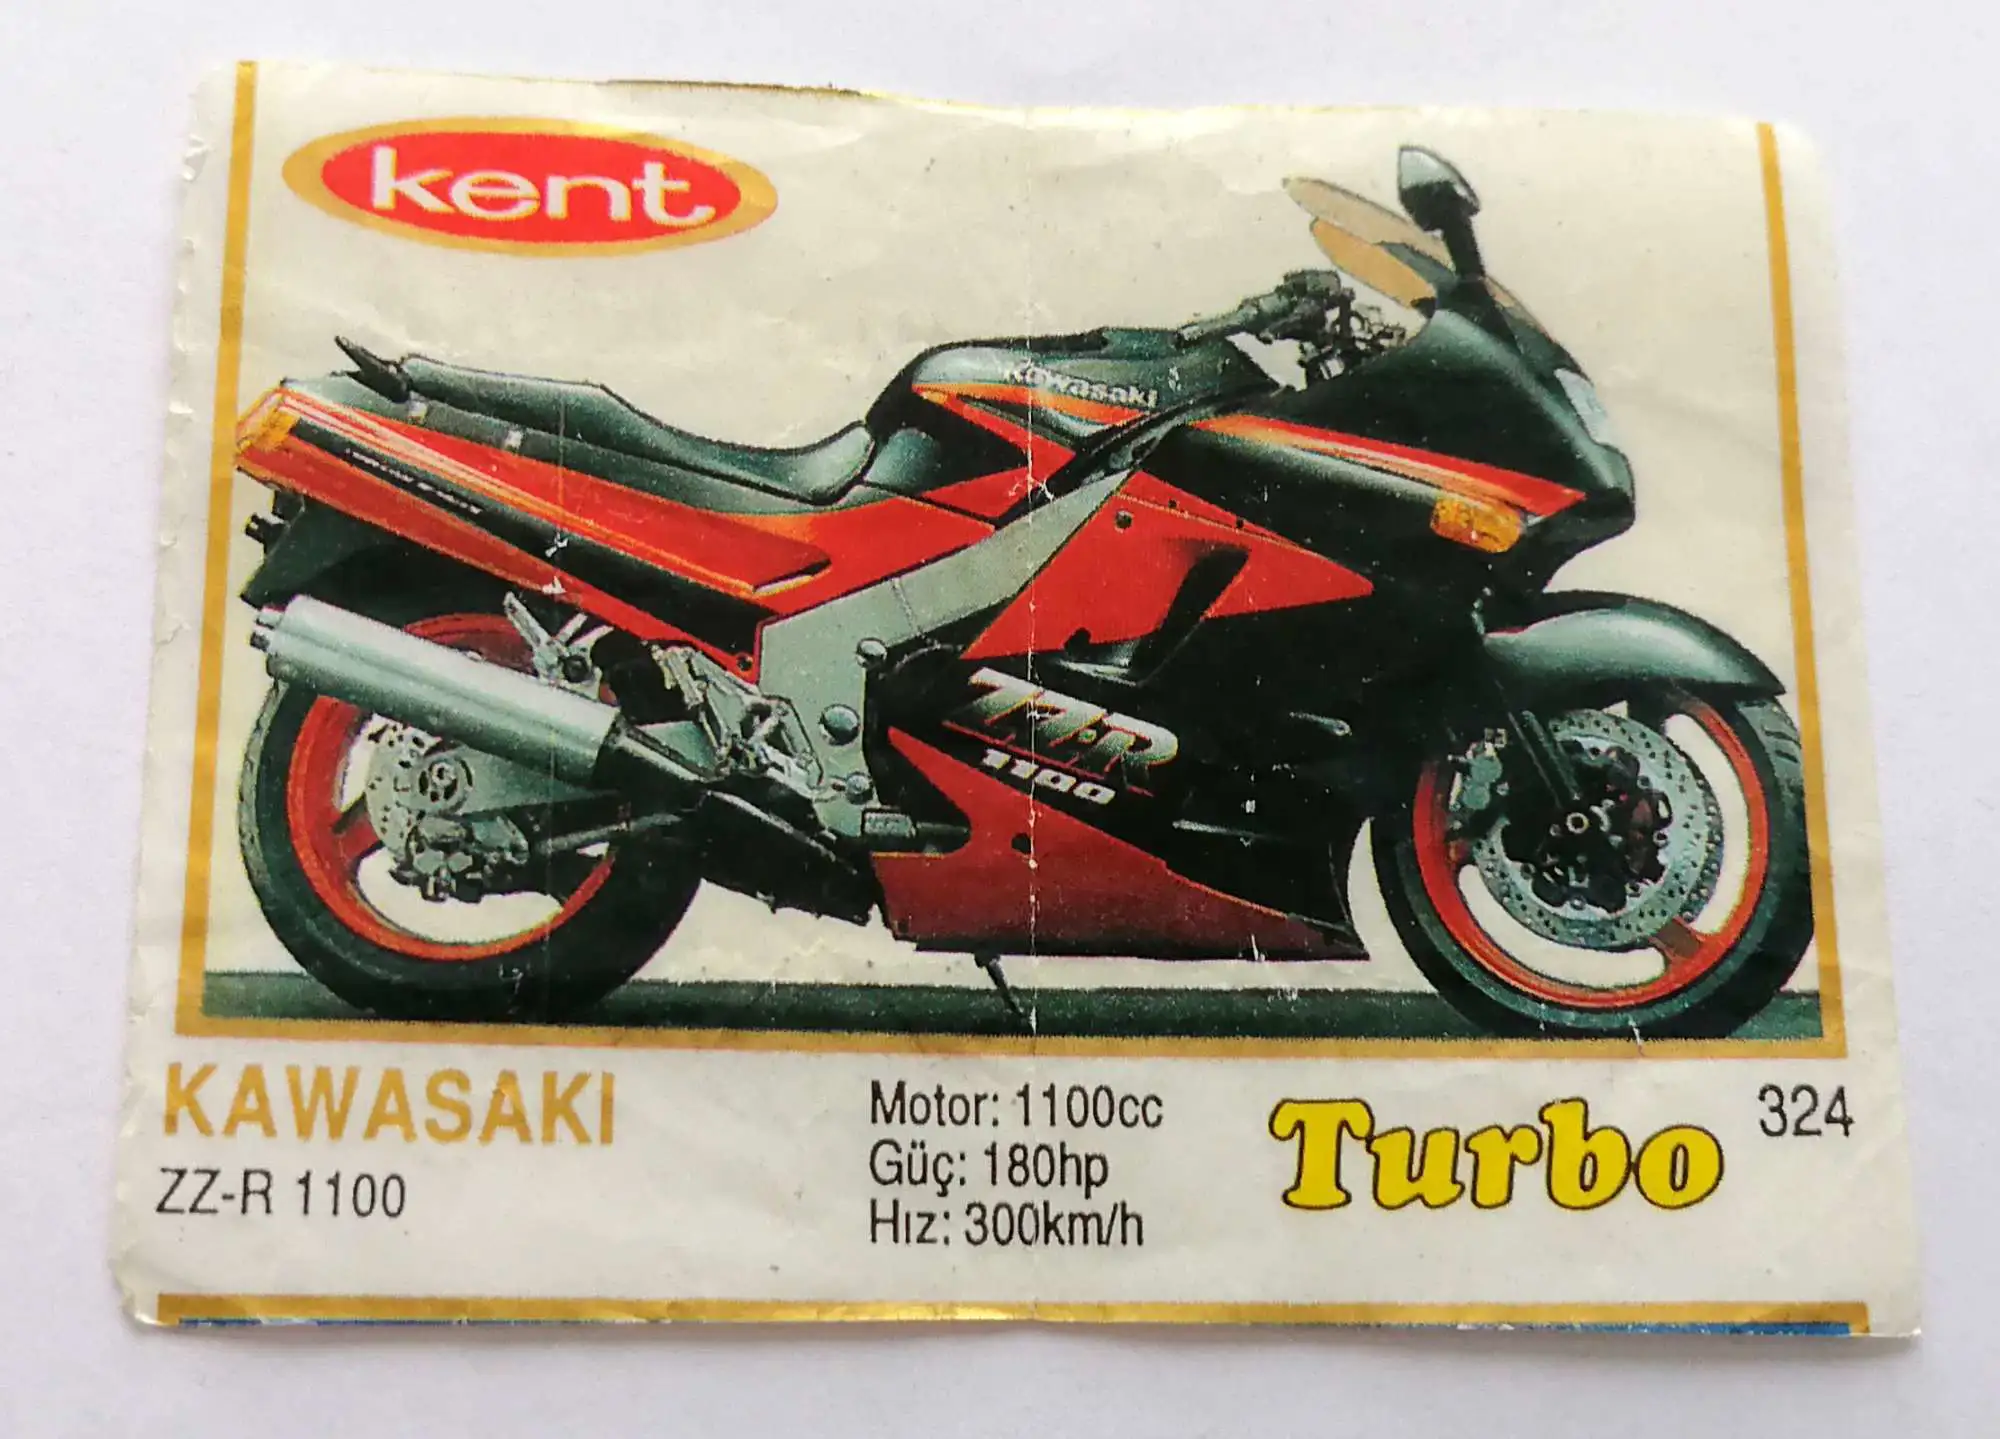 kent
Kawasaki
ZZ-R
1100
KAWASAKI
ZZ-R 1100
Motor: 1100cc
Güç: 180hp
Hız: 300km/h
Turbo
324